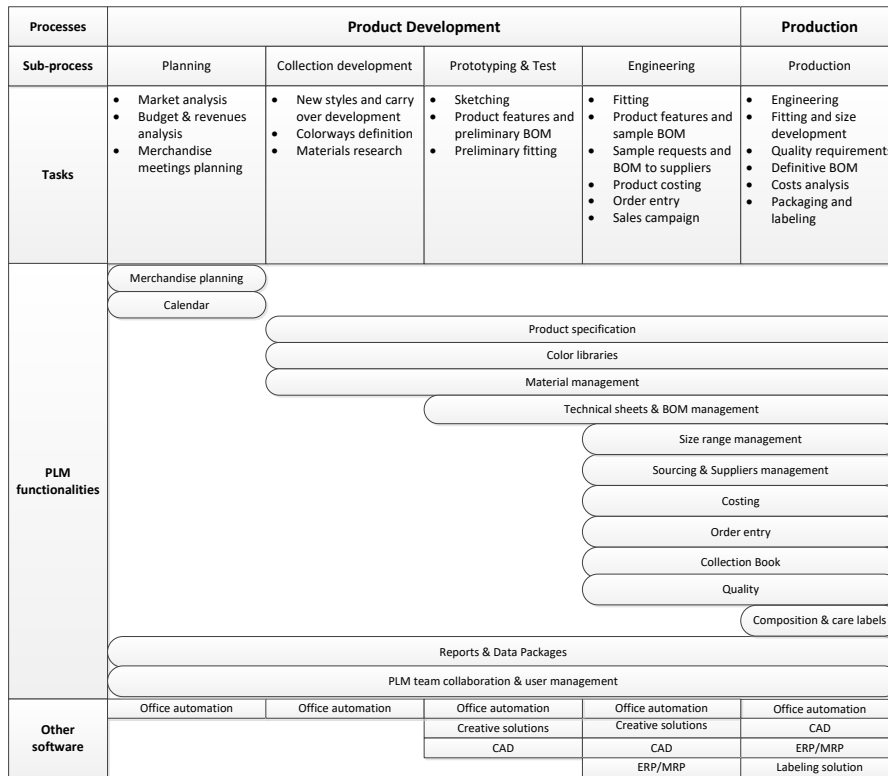 Processes
Product Development
Production
Sub-process
Planning
Collection development
Prototyping & Test
Engineering
Production
Tasks
• Market analysis
• Budget & revenues
analysis
• Merchandise
meetings planning
• New styles and carry
over development
• Colorways definition
• Materials research
• Sketching
• Product features and
preliminary BOM
• Preliminary fitting
• Fitting
• Product features and
sample BOM
• Sample requests and
BOM to suppliers
• Product costing
• Order entry
• Sales campaign
• Engineering
• Fitting and size
development
• Quality requirements
• Definitive BOM
• Costs analysis
• Packaging and
labeling
PLM
functionalities
Merchandise planning
Calendar
Product specification
Color libraries
Material management
Technical sheets & BOM management
Size range management
Sourcing & Suppliers management
Costing
Order entry
Collection Book
Quality
Composition & care labels
Reports & Data Packages
PLM team collaboration & user management
Other
software
Office automation
Office automation
Office automation
Office automation
Office automation
Creative solutions
Creative solutions
CAD
CAD
CAD
ERP/MRP
ERP/MRP
Labeling solution